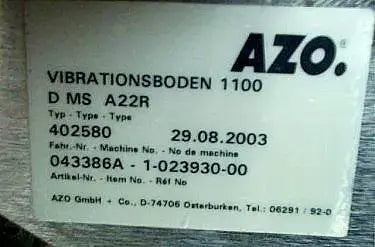 AZO.
VIBRATIONSBODEN 1100
D MS A22R
Typ - Type - Type
402580 29.08.2003
Fahr.-Nr. - Machine No. - No de machine
043386A - 1-023930-00
Artikel-Nr. - Item No - Réf No
AZO GmbH + Co., D-74706 Osterburken, Tel.: 06291 / 92-0